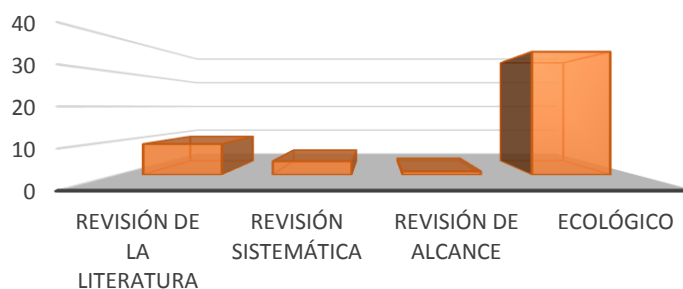 40
30
20
10
0
REVISIÓN DE
LA
LITERATURA
REVISIÓN
SISTEMÁTICA
REVISIÓN DE
ALCANCE
ECOLÓGICO